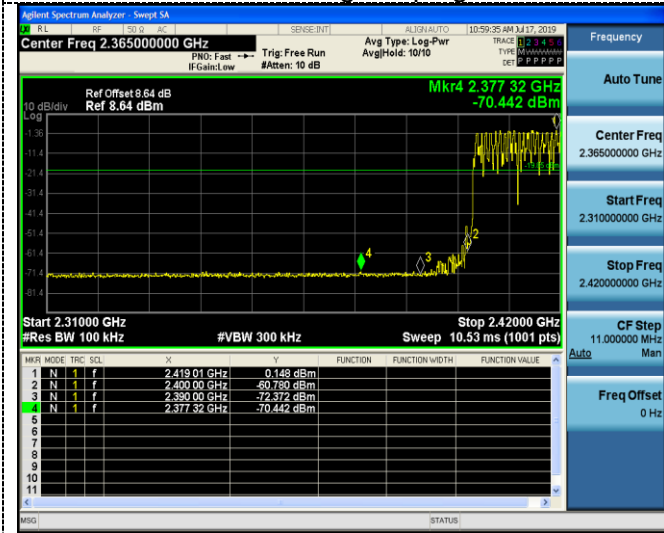 Agilent Spectrum Analyzer - Swept SA
RL RF 50 Ω AC SENSE:INT ALIGNAUTO 10:59:35 AM Jul 17, 2019
Center Freq 2.365000000 GHz
PNO: Fast
IFGain:Low
Trig: Free Run
#Atten: 10 dB
Avg Type: Log-Pwr
Avg|Hold: 10/10
TRACE 1 2 3 4 5 6
TYPE M
DET P P P P P P
Ref Offset 8.64 dB
10 dB/div Ref 8.64 dBm
Log
Mkr4 2.377 32 GHz
-70.442 dBm
-1.36
-11.4
-21.4
-31.4
-41.4
-51.4
-61.4
-71.4
-81.4
2
3
4
Start 2.31000 GHz Stop 2.42000 GHz
#Res BW 100 kHz #VBW 300 kHz Sweep 10.53 ms (1001 pts)
MKR MODE TRC SCL X Y FUNCTION FUNCTION WIDTH FUNCTION VALUE
1 N 1 f 2.419 01 GHz 0.148 dBm
2 N 1 f 2.400 00 GHz -60.780 dBm
3 N 1 f 2.390 00 GHz -72.372 dBm
4 N 1 f 2.377 32 GHz -70.442 dBm
5
6
7
8
9
10
11
MSG STATUS
Frequency
Auto Tune
Center Freq
2.365000000 GHz
Start Freq
2.310000000 GHz
Stop Freq
2.420000000 GHz
CF Step
11.000000 MHz
Auto Man
Freq Offset
0 Hz